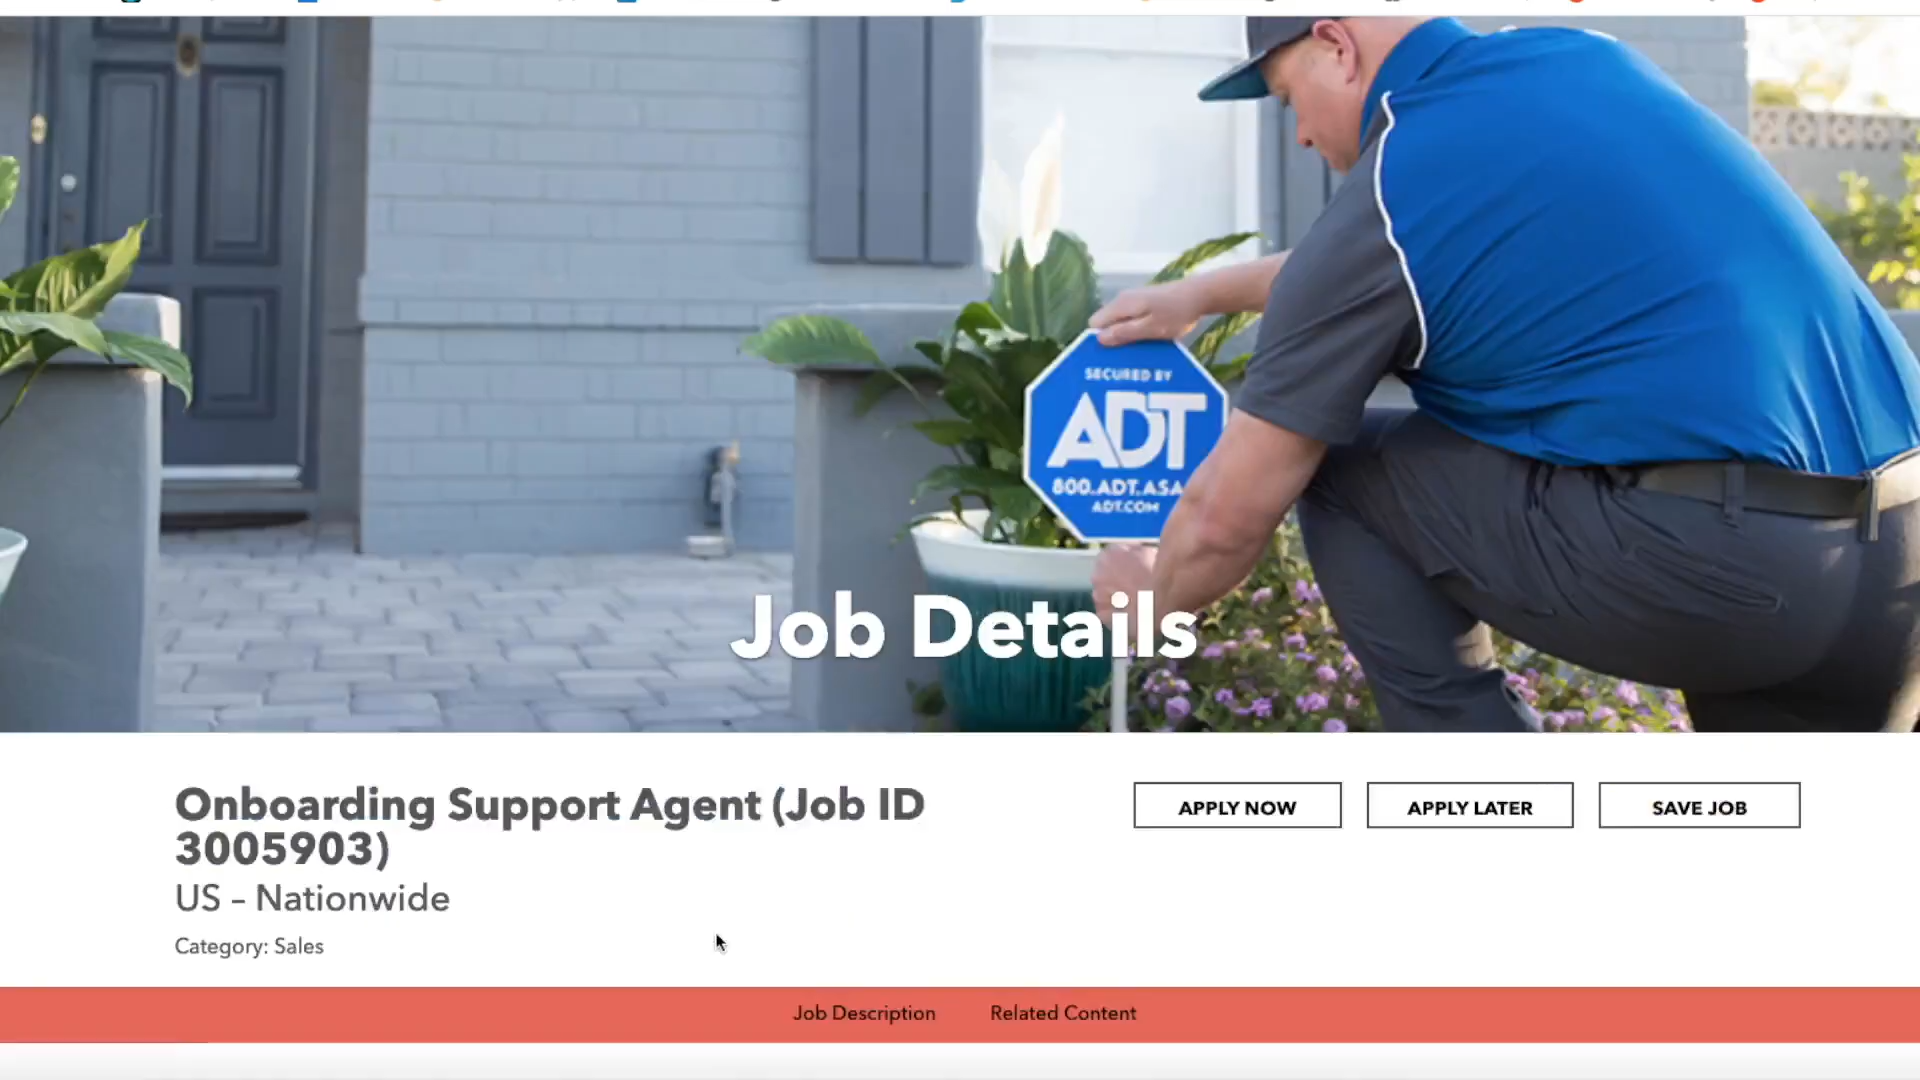 SECURED BY
ADT
800.ADT.ASA
ADT.COM
Job Details
Onboarding Support Agent (Job ID
3005903)
US – Nationwide
Category: Sales
APPLY NOW
APPLY LATER
SAVE JOB
Job Description
Related Content